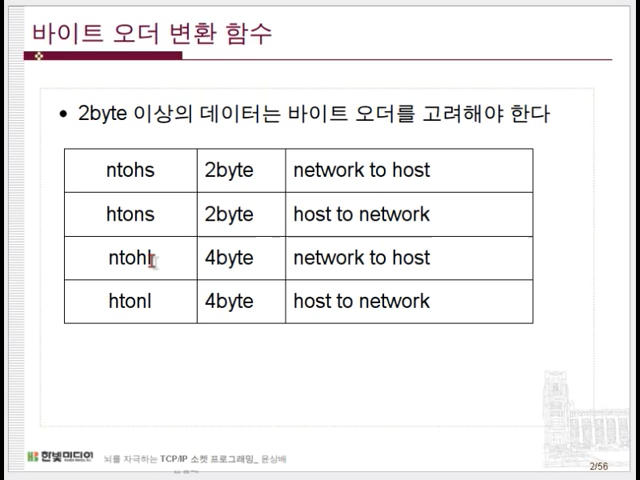 바이트 오더 변환 함수
• 2byte 이상의 데이터는 바이트 오더를 고려해야 한다
ntohs 2byte network to host
htons 2byte host to network
ntohl 4byte network to host
htonl 4byte host to network
한빛미디어 뇌를 자극하는 TCP/IP 소켓 프로그래밍_ 윤상배
2/56